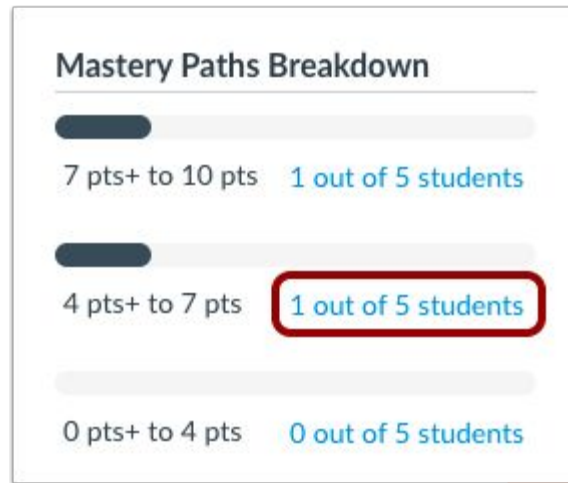 Mastery Paths Breakdown
7 pts+ to 10 pts 1 out of 5 students
4 pts+ to 7 pts 1 out of 5 students
0 pts+ to 4 pts 0 out of 5 students